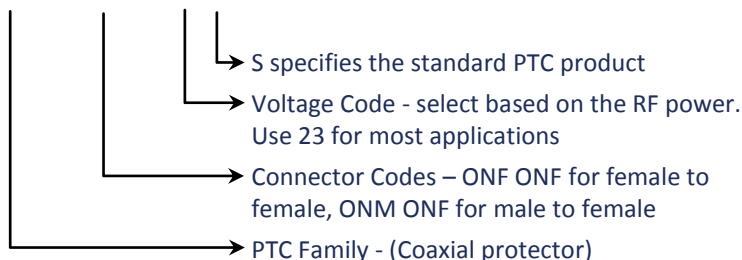 S specifies the standard PTC product
Voltage Code - select based on the RF power.
Use 23 for most applications
Connector Codes – ONF ONF for female to
female, ONM ONF for male to female
PTC Family - (Coaxial protector)